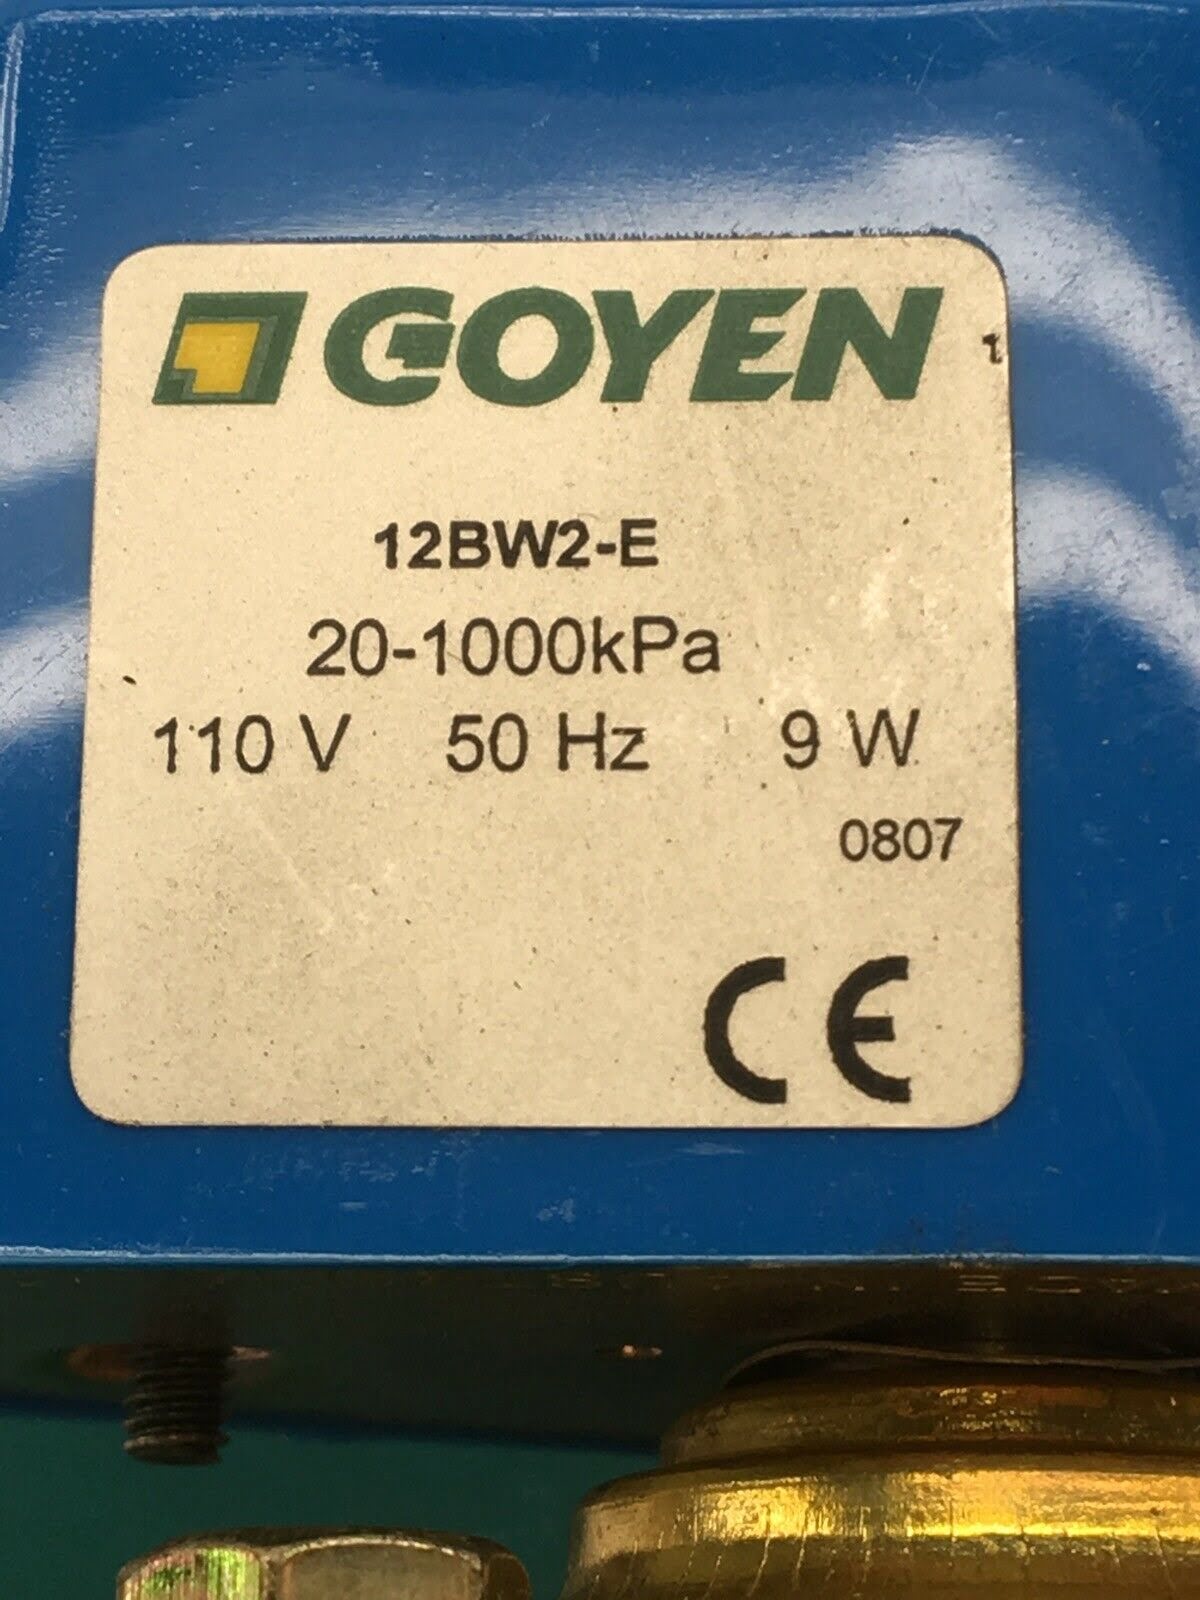 GOYEN
12BW2-E
20-1000kPa
110 V 50 Hz 9 W
0807
CE